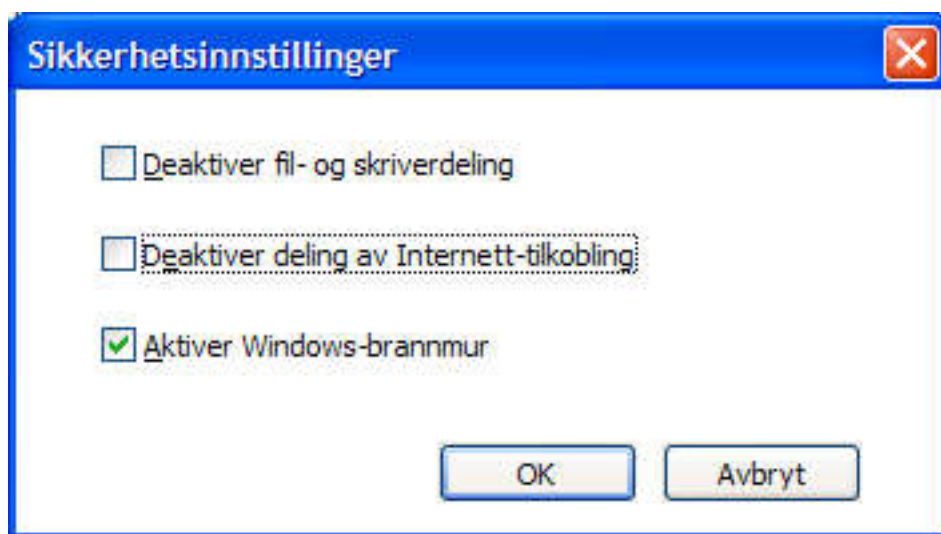 Sikkerhetsinnstillinger
Deaktiver fil- og skriverdeling
Deaktiver deling av Internett-tilkobling
Aktiver Windows-brannmur
OK
Avbryt